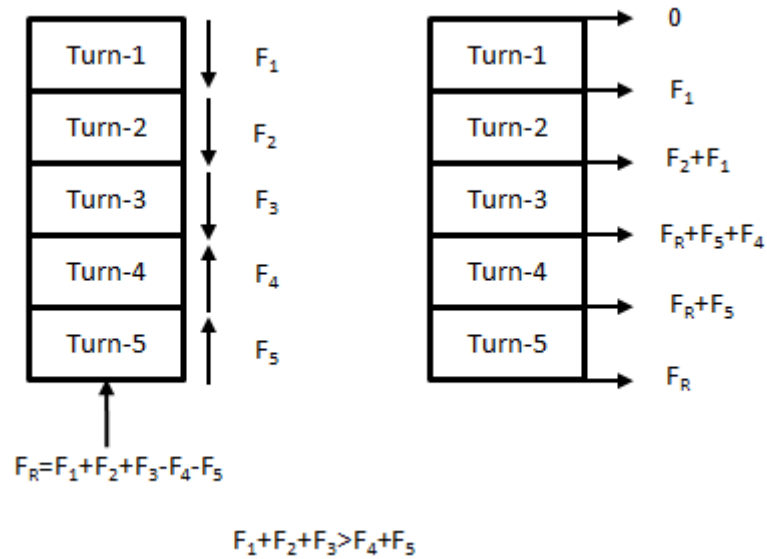 Turn-1
Turn-2
Turn-3
Turn-4
Turn-5
F₁
F₂
F₃
F₄
F₅
F_R=F₁+F₂+F₃-F₄-F₅
Turn-1
Turn-2
Turn-3
Turn-4
Turn-5
0
F₁
F₂+F₁
F_R+F₅+F₄
F_R+F₅
F_R
F₁+F₂+F₃>F₄+F₅